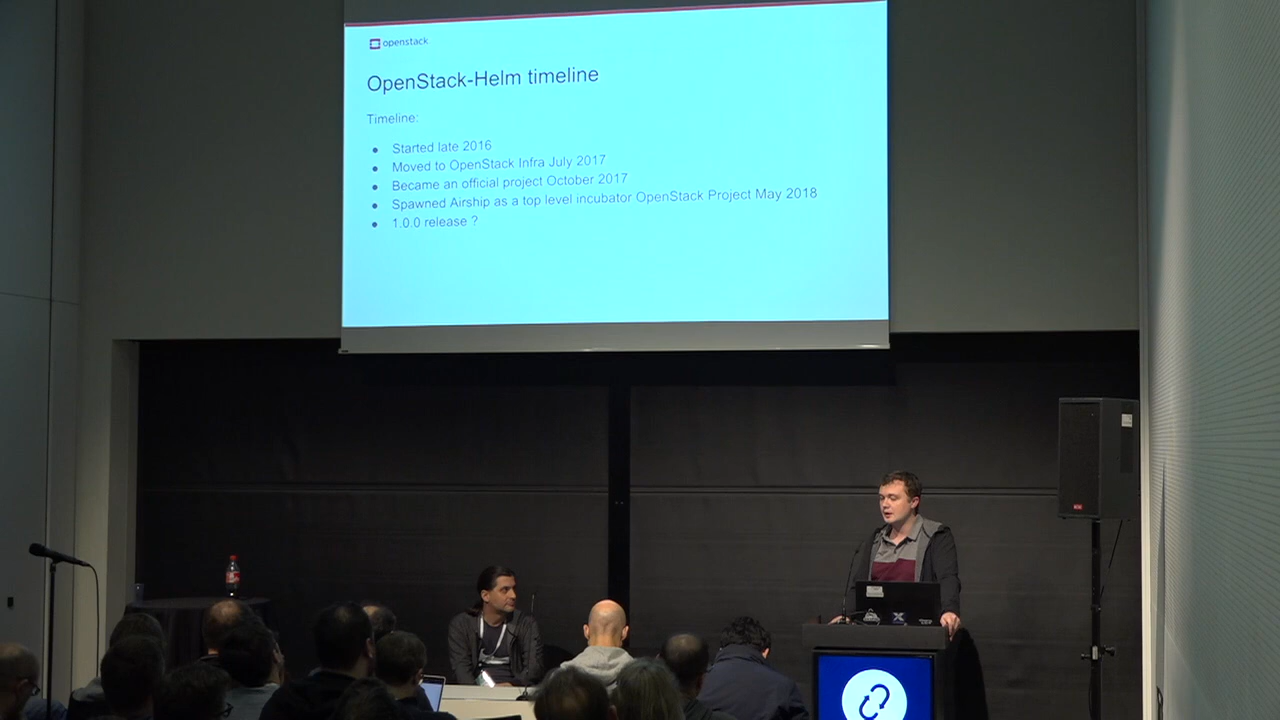 openstack
OpenStack-Helm timeline
Timeline:
● Started late 2016
● Moved to OpenStack Infra July 2017
● Became an official project October 2017
● Spawned Airship as a top level incubator OpenStack Project May 2018
● 1.0.0 release ?